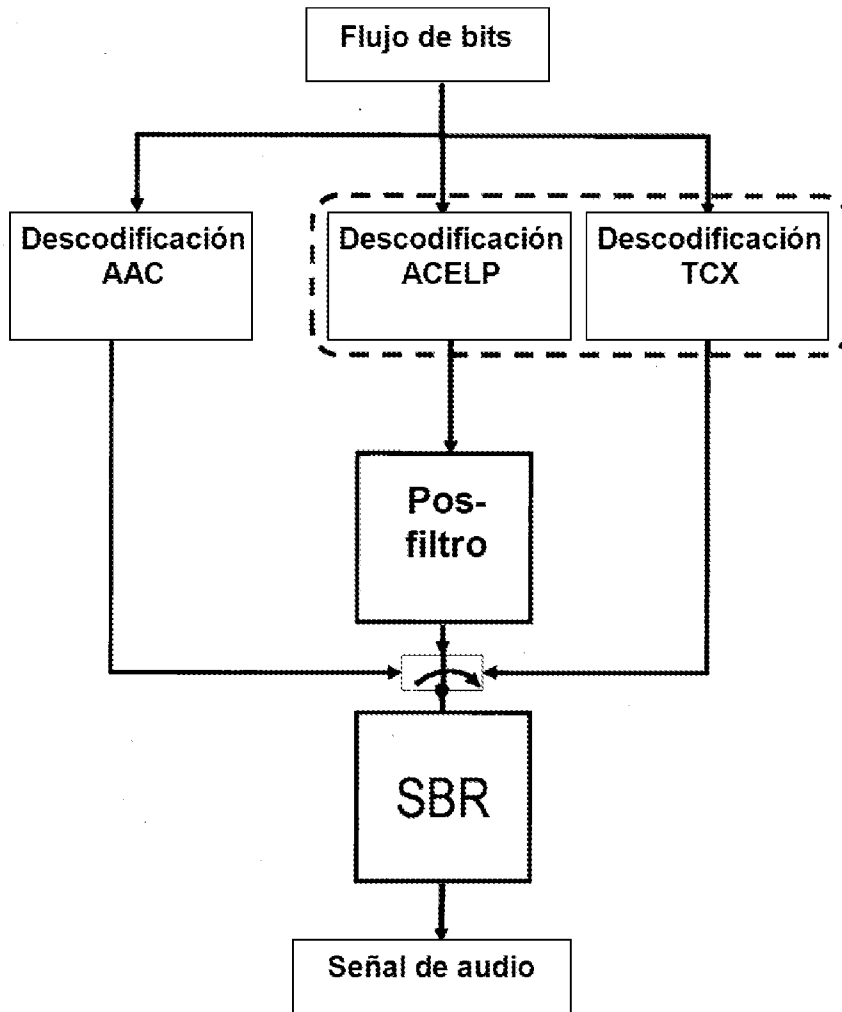 Flujo de bits
Descodificación
AAC
Descodificación
ACELP
Descodificación
TCX
Pos-
filtro
SBR
Señal de audio